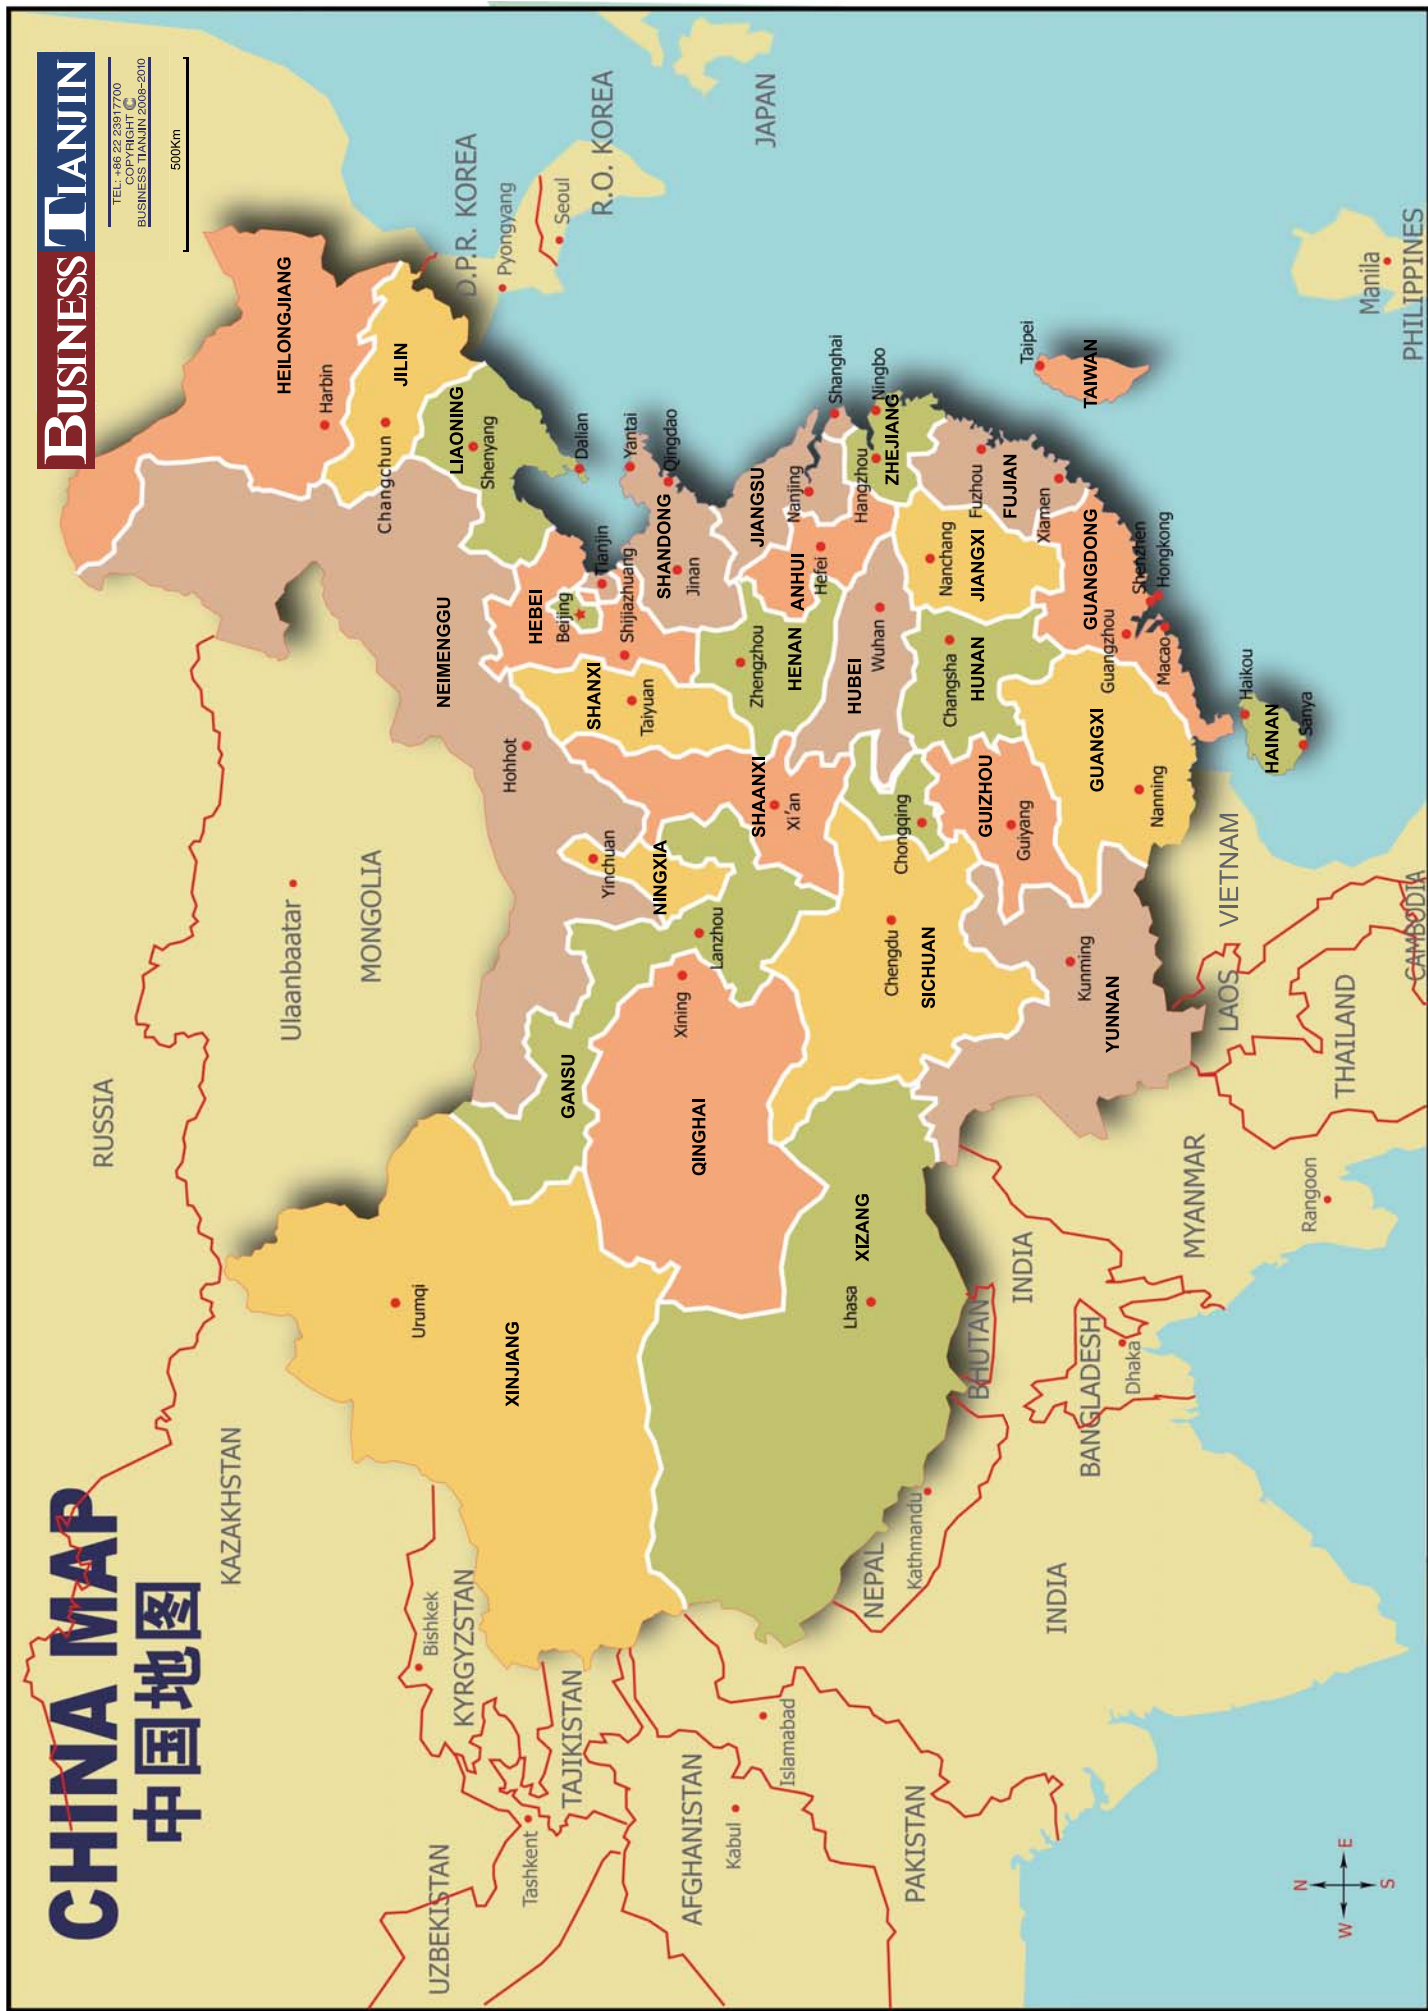 CHINA MAP
中国地图
BUSINESS TIANJIN
TEL: +86 22 23917700
COPYRIGHT ©
BUSINESS TIANJIN 2008-2010
500Km
RUSSIA
KAZAKHSTAN
MONGOLIA
Ulaanbaatar
UZBEKISTAN
Tashkent
KYRGYZSTAN
Bishkek
TAJIKISTAN
AFGHANISTAN
Kabul
Islamabad
PAKISTAN
INDIA
NEPAL
Kathmandu
BHUTAN
INDIA
BANGLADESH
Dhaka
MYANMAR
Rangoon
THAILAND
LAOS
VIETNAM
CAMBODIA
PHILIPPINES
Manila
JAPAN
R.O. KOREA
Seoul
D.P.R. KOREA
Pyongyang
HEILONGJIANG
Harbin
JILIN
Changchun
LIAONING
Shenyang
Dalian
NEIMENGGU
Hohhot
HEBEI
Beijing
Tianjin
Shijiazhuang
SHANXI
Taiyuan
SHANDONG
Jinan
Yantai
Qingdao
HENAN
Zhengzhou
JIANGSU
Nanjing
ANHUI
Hefei
Shanghai
Ningbo
ZHEJIANG
Hangzhou
HUBEI
Wuhan
HUNAN
Changsha
JIANGXI
Nanchang
FUJIAN
Fuzhou
Xiamen
TAIWAN
Taipei
GUANGDONG
Guangzhou
Shenzhen
Hongkong
Macao
GUANGXI
Nanning
HAINAN
Haikou
Sanya
GUIZHOU
Guiyang
YUNNAN
Kunming
SICHUAN
Chengdu
Chongqing
SHAANXI
Xi'an
NINGXIA
Yinchuan
GANSU
Lanzhou
QINGHAI
Xining
XINJIANG
Urumqi
XIZANG
Lhasa
N
W E
S